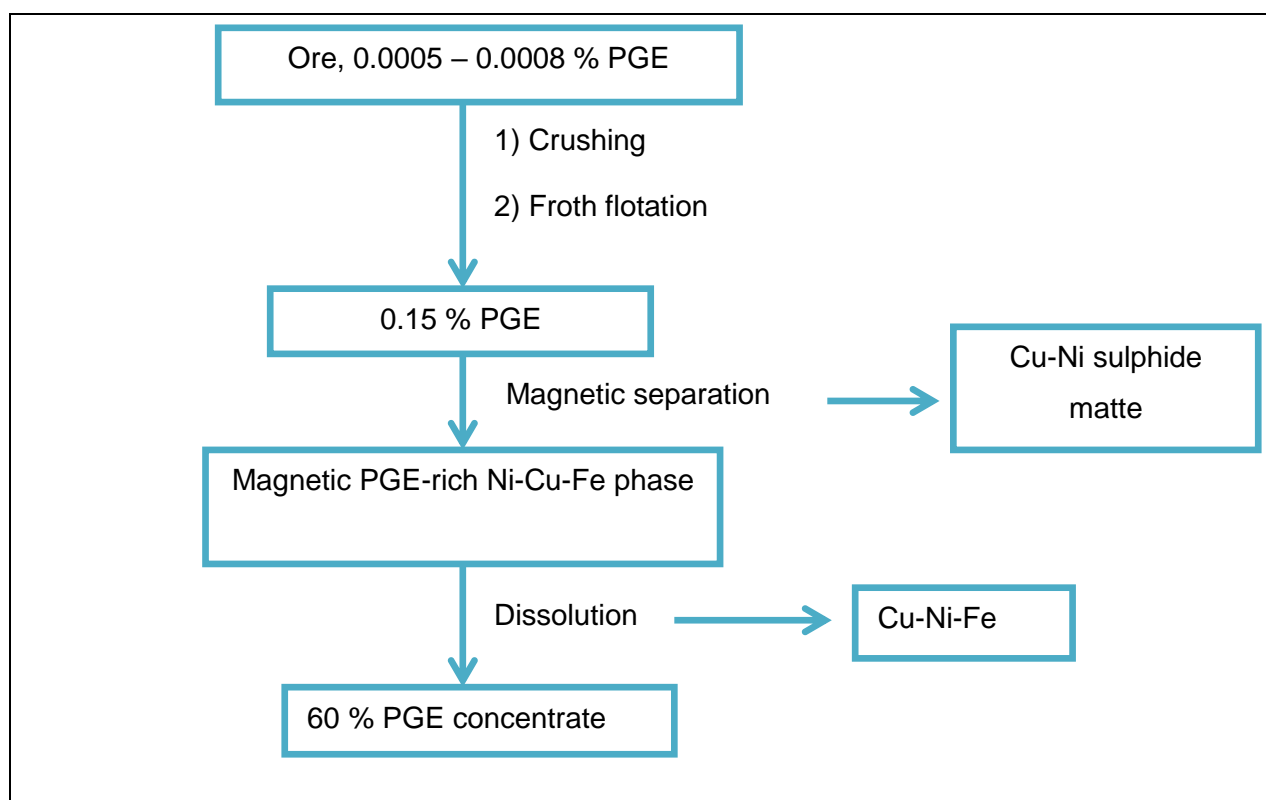 Ore, 0.0005 – 0.0008 % PGE
1) Crushing
2) Froth flotation
0.15 % PGE
Cu-Ni sulphide
matte
Magnetic separation
Magnetic PGE-rich Ni-Cu-Fe phase
Dissolution
Cu-Ni-Fe
60 % PGE concentrate